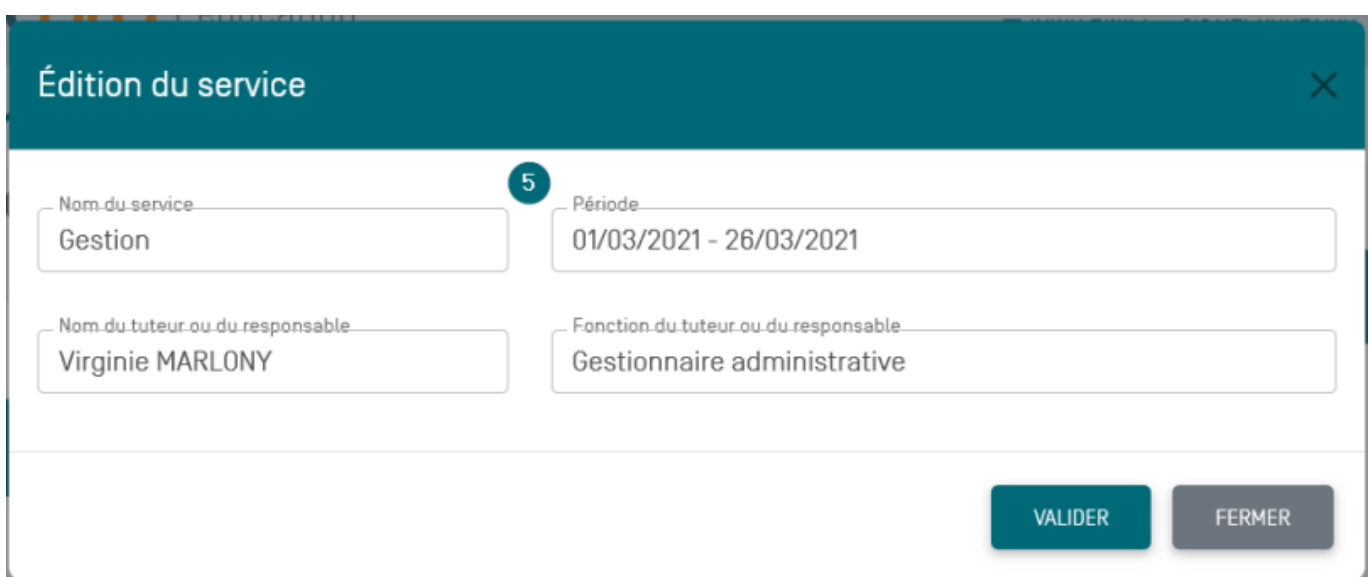 Édition du service
5
Nom du service
Gestion
Période
01/03/2021 - 26/03/2021
Nom du tuteur ou du responsable
Virginie MARLONY
Fonction du tuteur ou du responsable
Gestionnaire administrative
VALIDER
FERMER